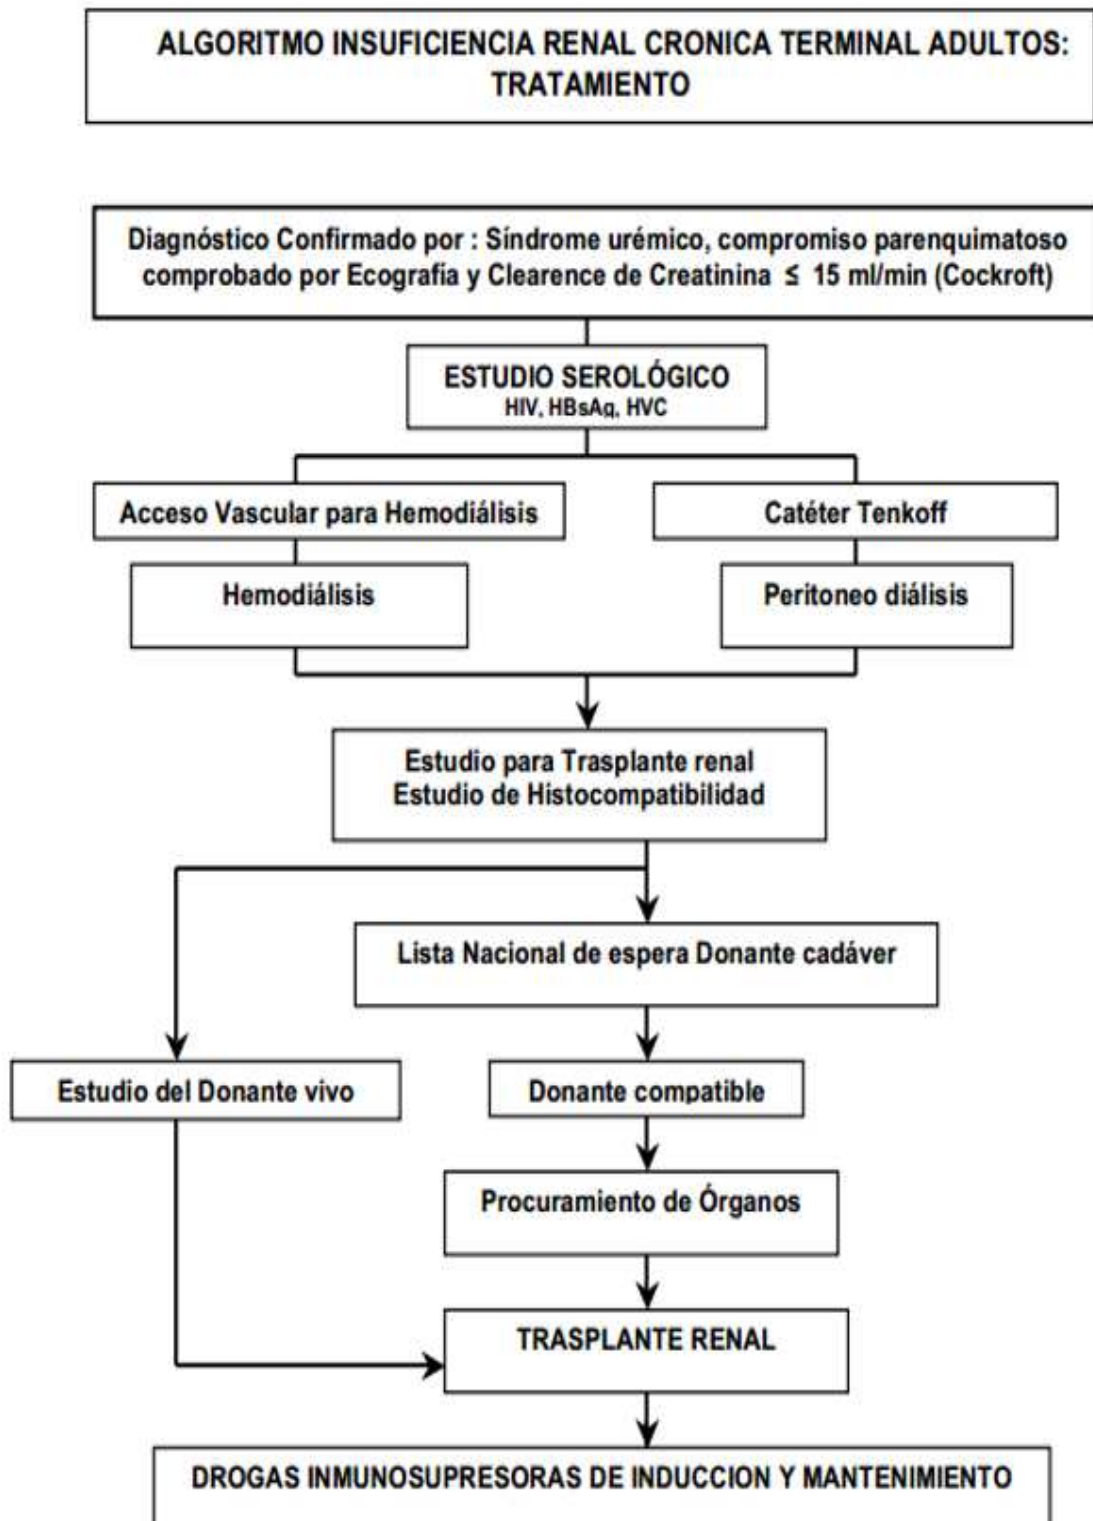 ALGORITMO INSUFICIENCIA RENAL CRONICA TERMINAL ADULTOS:
TRATAMIENTO
Diagnóstico Confirmado por : Síndrome urémico, compromiso parenquimatoso
comprobado por Ecografía y Clearence de Creatinina ≤ 15 ml/min (Cockroft)
ESTUDIO SEROLÓGICO
HIV, HBsAg, HVC
Acceso Vascular para Hemodiálisis
Catéter Tenkoff
Hemodiálisis
Peritoneo diálisis
Estudio para Trasplante renal
Estudio de Histocompatibilidad
Lista Nacional de espera Donante cadáver
Estudio del Donante vivo
Donante compatible
Procuramiento de Órganos
TRASPLANTE RENAL
DROGAS INMUNOSUPRESORAS DE INDUCCION Y MANTENIMIENTO